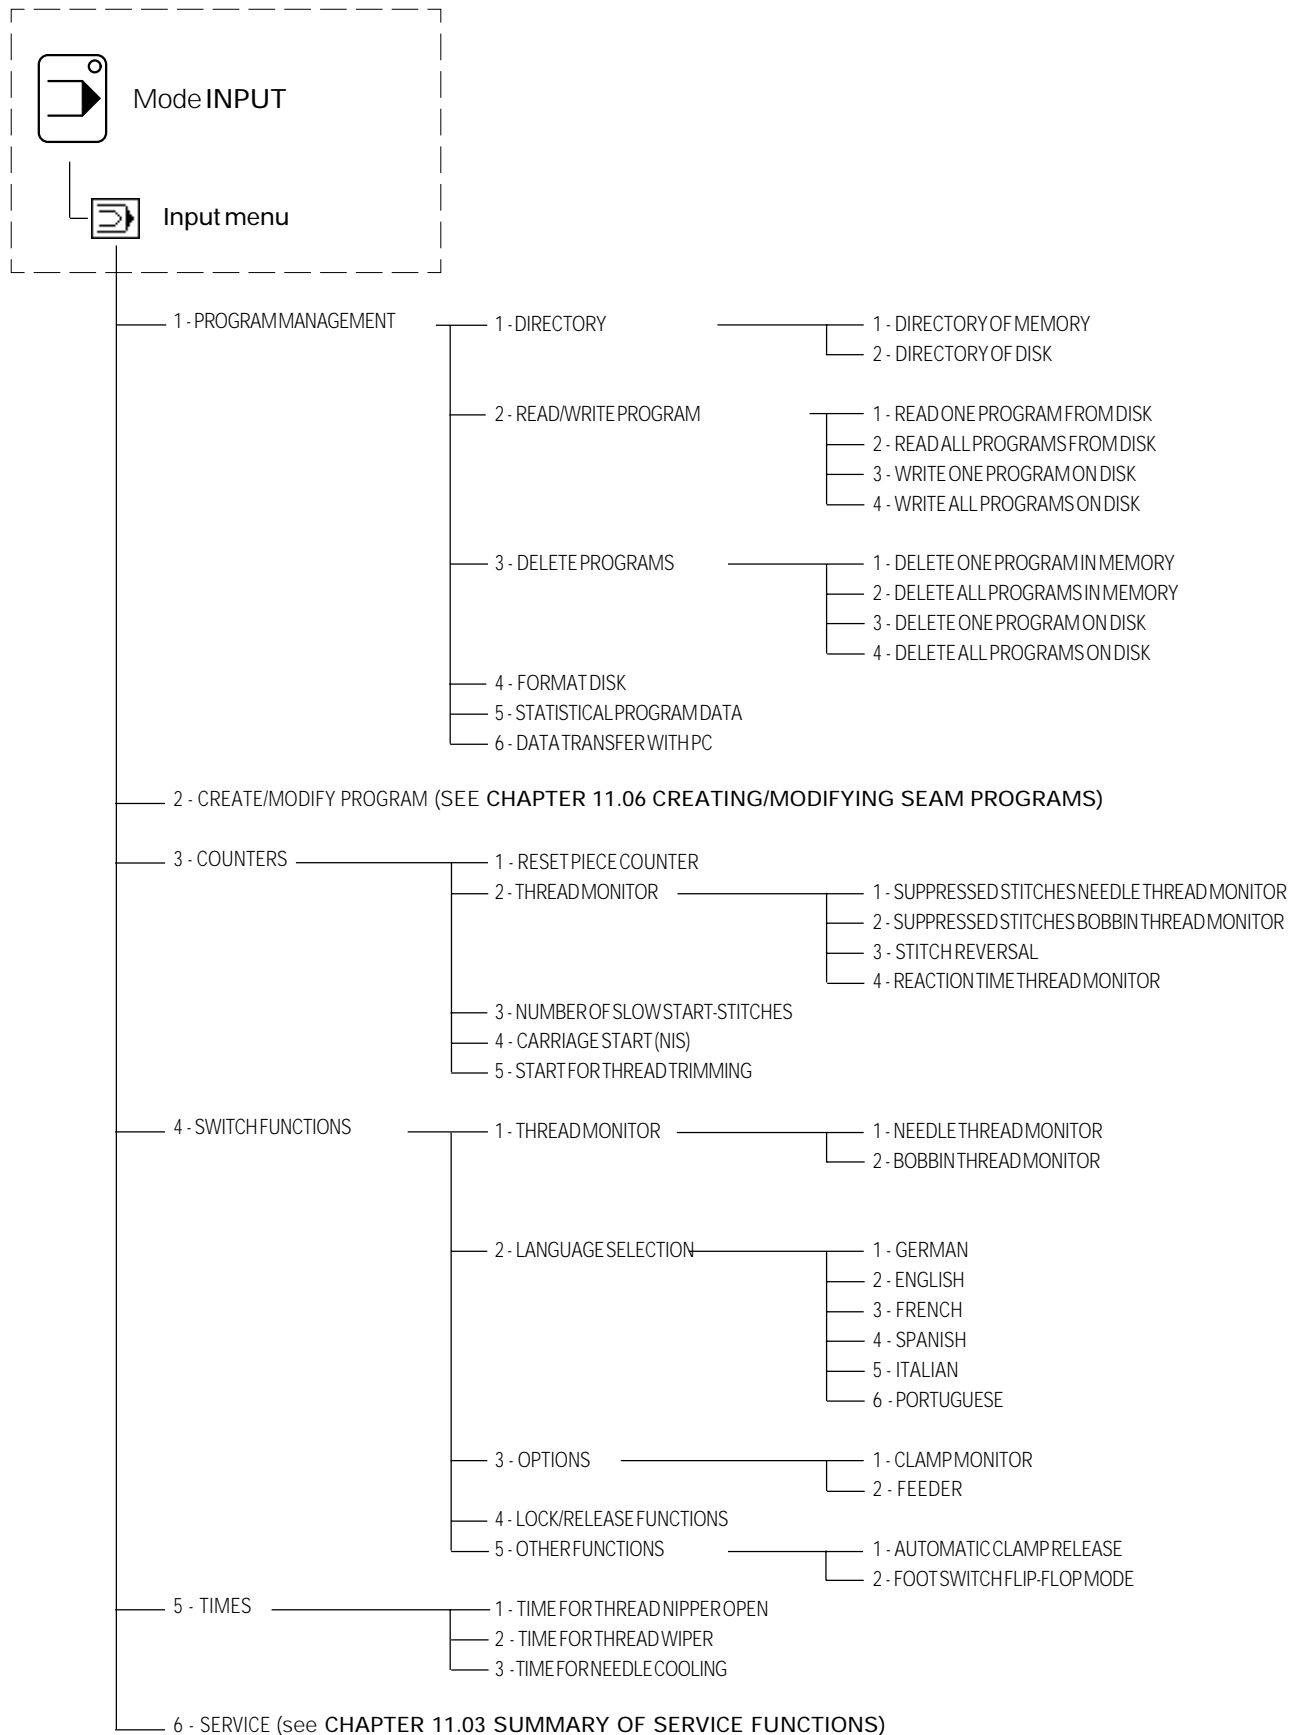 Mode INPUT
Input menu
1 - PROGRAM MANAGEMENT
1 - DIRECTORY
1 - DIRECTORY OF MEMORY
2 - DIRECTORY OF DISK
2 - READ/WRITE PROGRAM
1 - READ ONE PROGRAM FROM DISK
2 - READ ALL PROGRAMS FROM DISK
3 - WRITE ONE PROGRAM ON DISK
4 - WRITE ALL PROGRAMS ON DISK
3 - DELETE PROGRAMS
1 - DELETE ONE PROGRAM IN MEMORY
2 - DELETE ALL PROGRAMS IN MEMORY
3 - DELETE ONE PROGRAM ON DISK
4 - DELETE ALL PROGRAMS ON DISK
4 - FORMAT DISK
5 - STATISTICAL PROGRAM DATA
6 - DATA TRANSFER WITH PC
2 - CREATE/MODIFY PROGRAM (SEE CHAPTER 11.06 CREATING/MODIFYING SEAM PROGRAMS)
3 - COUNTERS
1 - RESET PIECE COUNTER
2 - THREAD MONITOR
1 - SUPPRESSED STITCHES NEEDLE THREAD MONITOR
2 - SUPPRESSED STITCHES BOBBIN THREAD MONITOR
3 - STITCH REVERSAL
4 - REACTION TIME THREAD MONITOR
3 - NUMBER OF SLOW START-STITCHES
4 - CARRIAGE START (NIS)
5 - START FOR THREAD TRIMMING
4 - SWITCH FUNCTIONS
1 - THREAD MONITOR
1 - NEEDLE THREAD MONITOR
2 - BOBBIN THREAD MONITOR
2 - LANGUAGE SELECTION
1 - GERMAN
2 - ENGLISH
3 - FRENCH
4 - SPANISH
5 - ITALIAN
6 - PORTUGUESE
3 - OPTIONS
1 - CLAMP MONITOR
2 - FEEDER
4 - LOCK/RELEASE FUNCTIONS
5 - OTHER FUNCTIONS
1 - AUTOMATIC CLAMP RELEASE
2 - FOOT SWITCH FLIP-FLOP MODE
5 - TIMES
1 - TIME FOR THREAD NIPPER OPEN
2 - TIME FOR THREAD WIPER
3 - TIME FOR NEEDLE COOLING
6 - SERVICE (see CHAPTER 11.03 SUMMARY OF SERVICE FUNCTIONS)